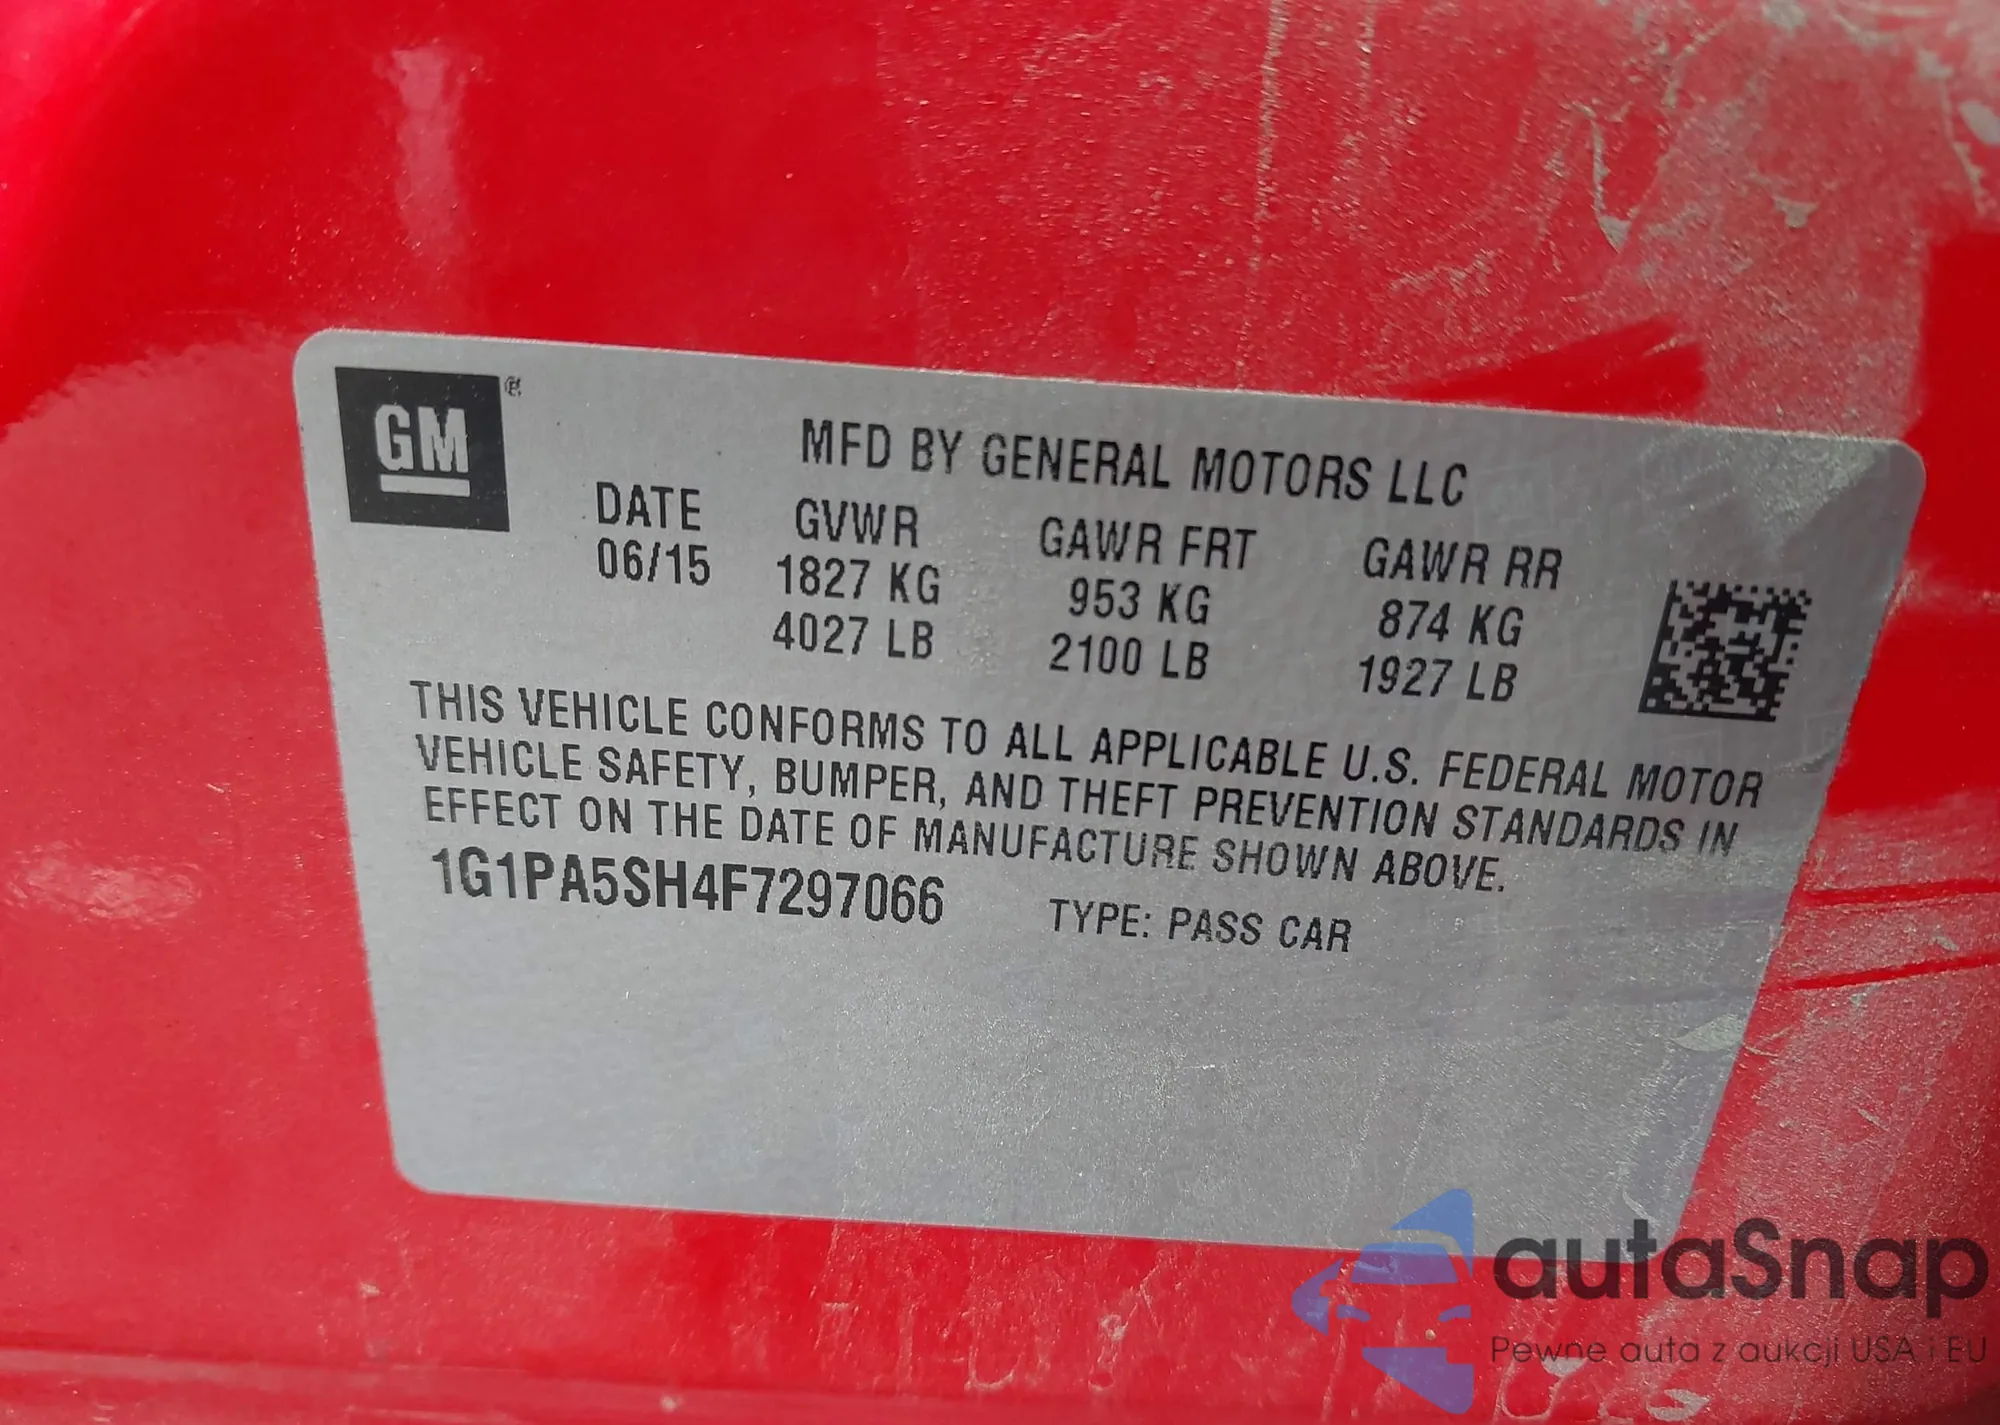 GM ®
MFD BY GENERAL MOTORS LLC
DATE GVWR GAWR FRT GAWR RR
06/15 1827 KG 953 KG 874 KG
4027 LB 2100 LB 1927 LB
THIS VEHICLE CONFORMS TO ALL APPLICABLE U.S. FEDERAL MOTOR
VEHICLE SAFETY, BUMPER, AND THEFT PREVENTION STANDARDS IN
EFFECT ON THE DATE OF MANUFACTURE SHOWN ABOVE.
1G1PA5SH4F7297066 TYPE: PASS CAR
autaSnap
Pewne auta z aukcji USA i EU